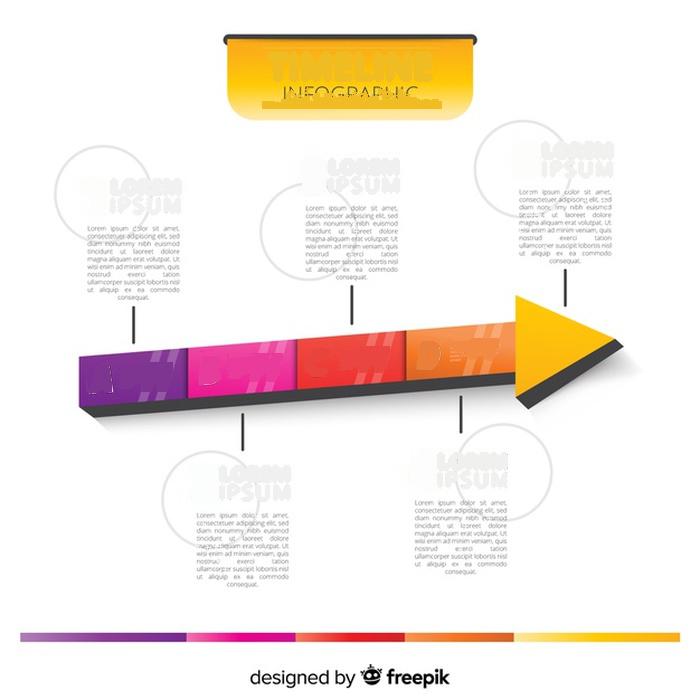 TIMELINE
INFOGRAPHIC
LOREM
IPSUM
Lorem ipsum dolor sit amet, consectetuer adipiscing elit, sed diam nonummy nibh euismod tincidunt ut laoreet dolore magna aliquam erat volutpat. Ut wisi enim ad minim veniam, quis nostrud exerci tation ullamcorper suscipit lobortis nisl ut aliquip ex ea commodo consequat.
LOREM
IPSUM
Lorem ipsum dolor sit amet, consectetuer adipiscing elit, sed diam nonummy nibh euismod tincidunt ut laoreet dolore magna aliquam erat volutpat. Ut wisi enim ad minim veniam, quis nostrud exerci tation ullamcorper suscipit lobortis nisl ut aliquip ex ea commodo consequat.
LOREM
IPSUM
Lorem ipsum dolor sit amet, consectetuer adipiscing elit, sed diam nonummy nibh euismod tincidunt ut laoreet dolore magna aliquam erat volutpat. Ut wisi enim ad minim veniam, quis nostrud exerci tation ullamcorper suscipit lobortis nisl ut aliquip ex ea commodo consequat.
LOREM
IPSUM
Lorem ipsum dolor sit amet, consectetuer adipiscing elit, sed diam nonummy nibh euismod tincidunt ut laoreet dolore magna aliquam erat volutpat. Ut wisi enim ad minim veniam, quis nostrud exerci tation ullamcorper suscipit lobortis nisl ut aliquip ex ea commodo consequat.
LOREM
IPSUM
Lorem ipsum dolor sit amet, consectetuer adipiscing elit, sed diam nonummy nibh euismod tincidunt ut laoreet dolore magna aliquam erat volutpat. Ut wisi enim ad minim veniam, quis nostrud exerci tation ullamcorper suscipit lobortis nisl ut aliquip ex ea commodo consequat.
designed by freepik